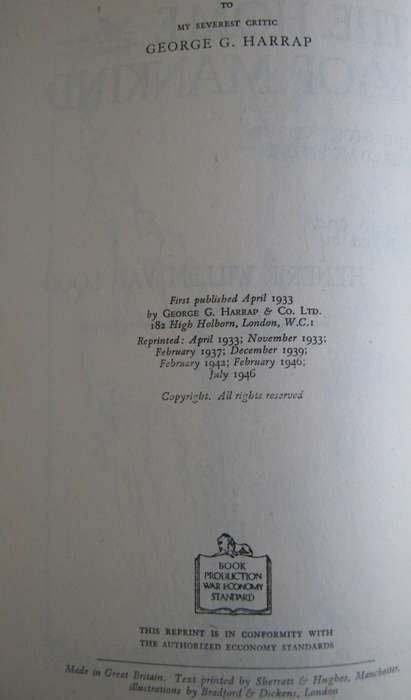 TO
MY SEVEREST CRITIC
GEORGE G. HARRAP
First published April 1933
by GEORGE G. HARRAP & CO. LTD.
182 High Holborn, London, W.C.1
Reprinted: April 1933; November 1933;
February 1937; December 1939;
February 1942; February 1946;
July 1946
Copyright. All rights reserved
BOOK
PRODUCTION
WAR ECONOMY
STANDARD
THIS REPRINT IS IN CONFORMITY WITH
THE AUTHORIZED ECONOMY STANDARDS
Made in Great Britain. Text printed by Sherratt & Hughes, Manchester,
illustrations by Bradford & Dickens, London